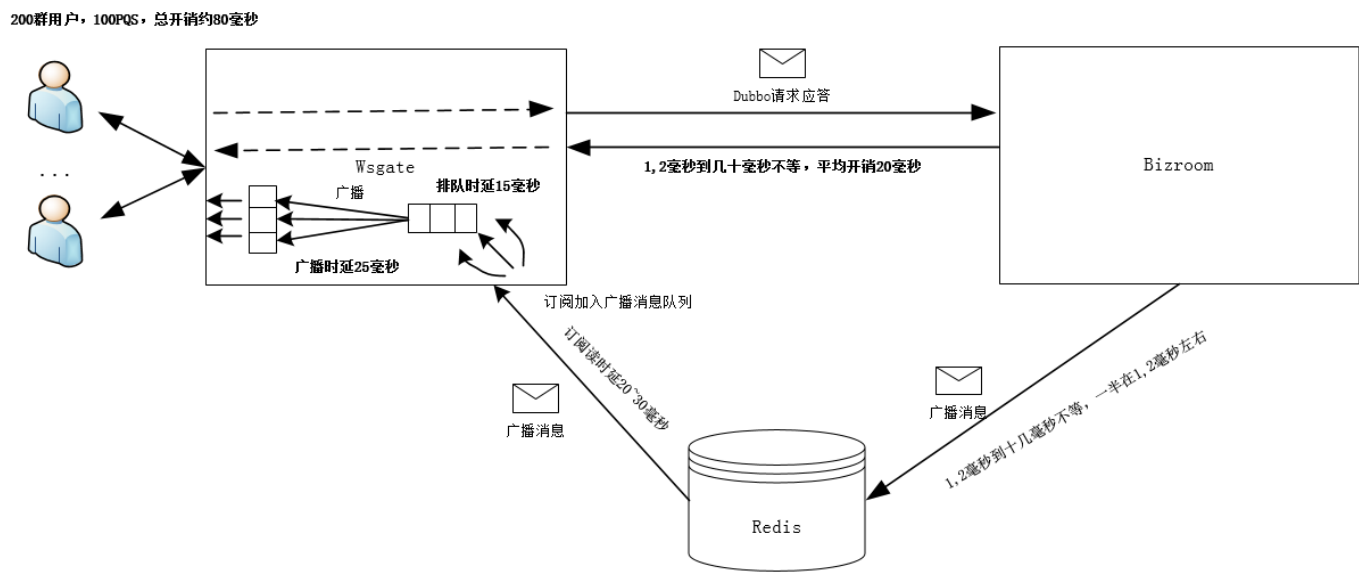 200群用户，100PQS，总开销约80毫秒
Dubbo请求应答
...
Wsgate
1,2毫秒到几十毫秒不等，平均开销20毫秒
Bizroom
广播
排队时延15毫秒
广播时延25毫秒
订阅加入广播消息队列
订阅读时延20~30毫秒
广播消息
广播消息
1,2毫秒到十几毫秒不等，一半在1,2毫秒左右
Redis